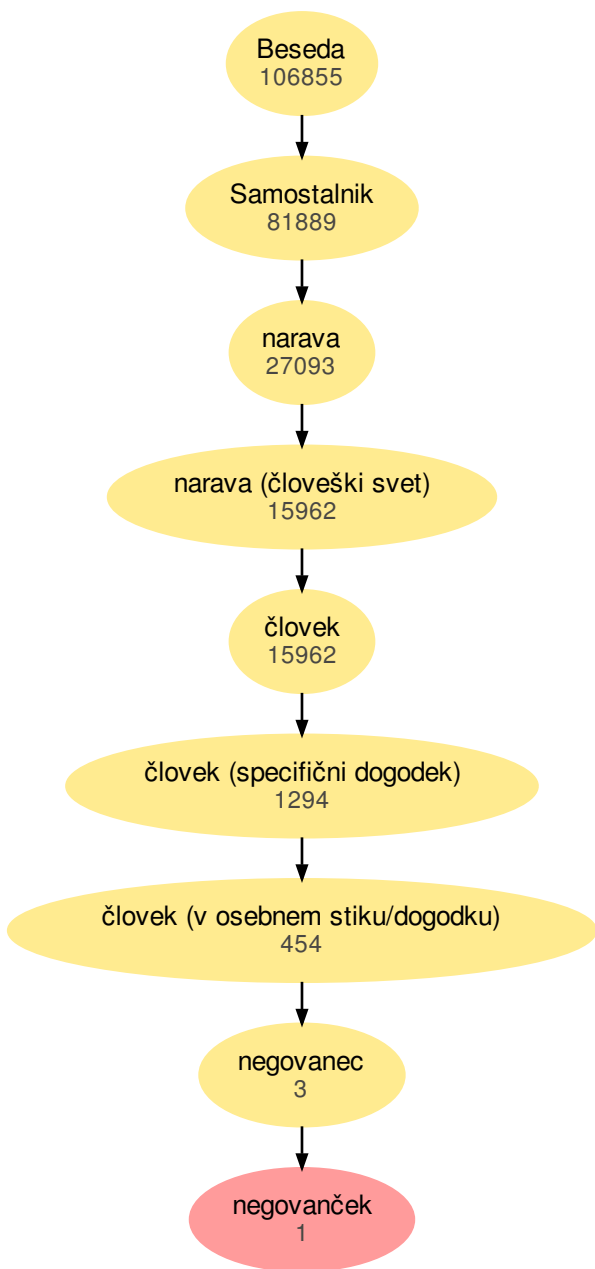 Beseda
106855
Samostalnik
81889
narava
27093
narava (človeški svet)
15962
človek
15962
človek (specifični dogodek)
1294
človek (v osebnem stiku/dogodku)
454
negovanec
3
negovanček
1